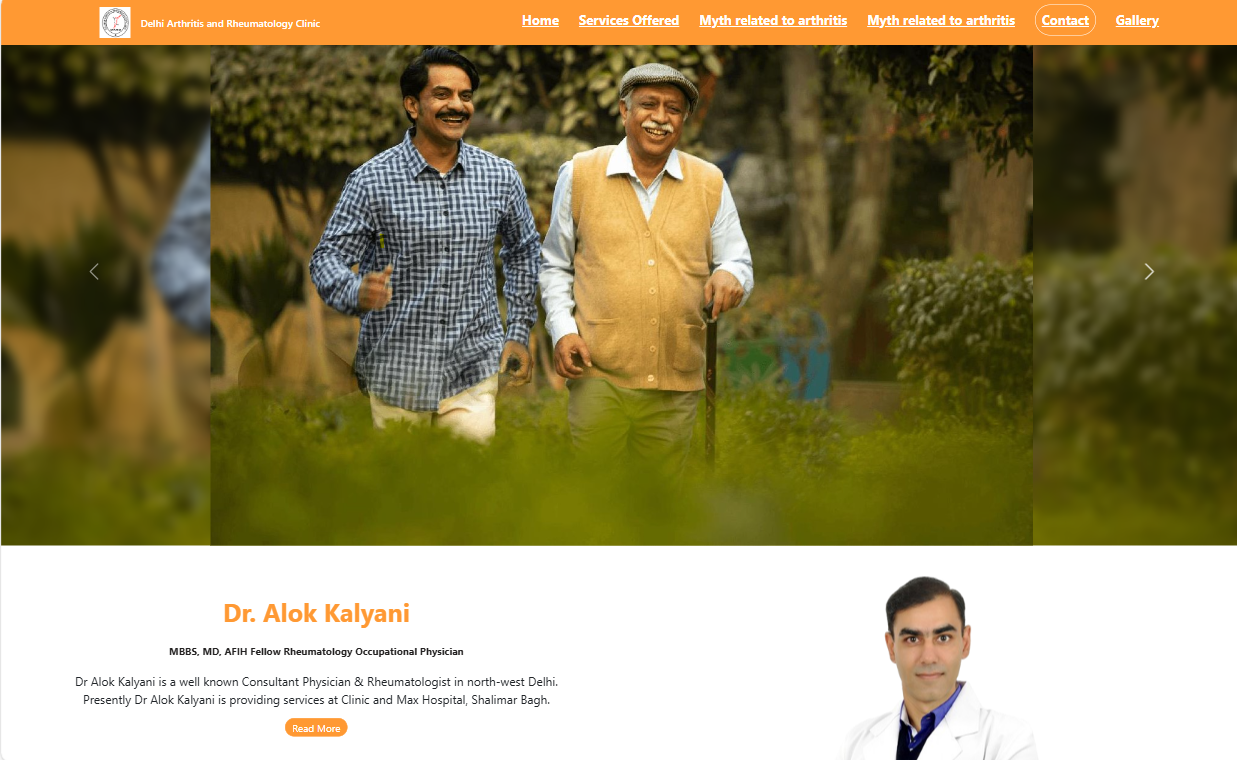 Delhi Arthritis and Rheumatology Clinic
Home Services Offered Myth related to arthritis Myth related to arthritis Contact Gallery
Dr. Alok Kalyani
MBBS, MD, AFIH Fellow Rheumatology Occupational Physician
Dr Alok Kalyani is a well known Consultant Physician & Rheumatologist in north-west Delhi.
Presently Dr Alok Kalyani is providing services at Clinic and Max Hospital, Shalimar Bagh.
Read More